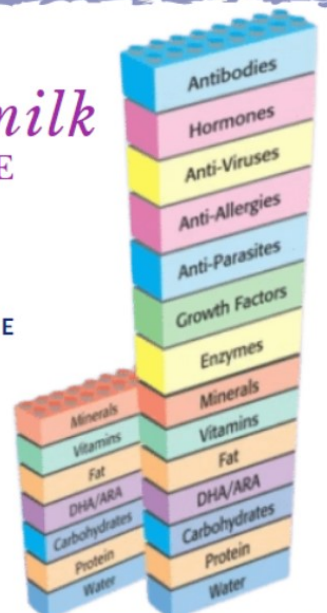 milk
E
E
Antibodies
Hormones
Anti-Viruses
Anti-Allergies
Anti-Parasites
Growth Factors
Enzymes
Minerals
Vitamins
Fat
DHA/ARA
Carbohydrates
Protein
Water
Minerals
Vitamins
Fat
DHA/ARA
Carbohydrates
Protein
Water